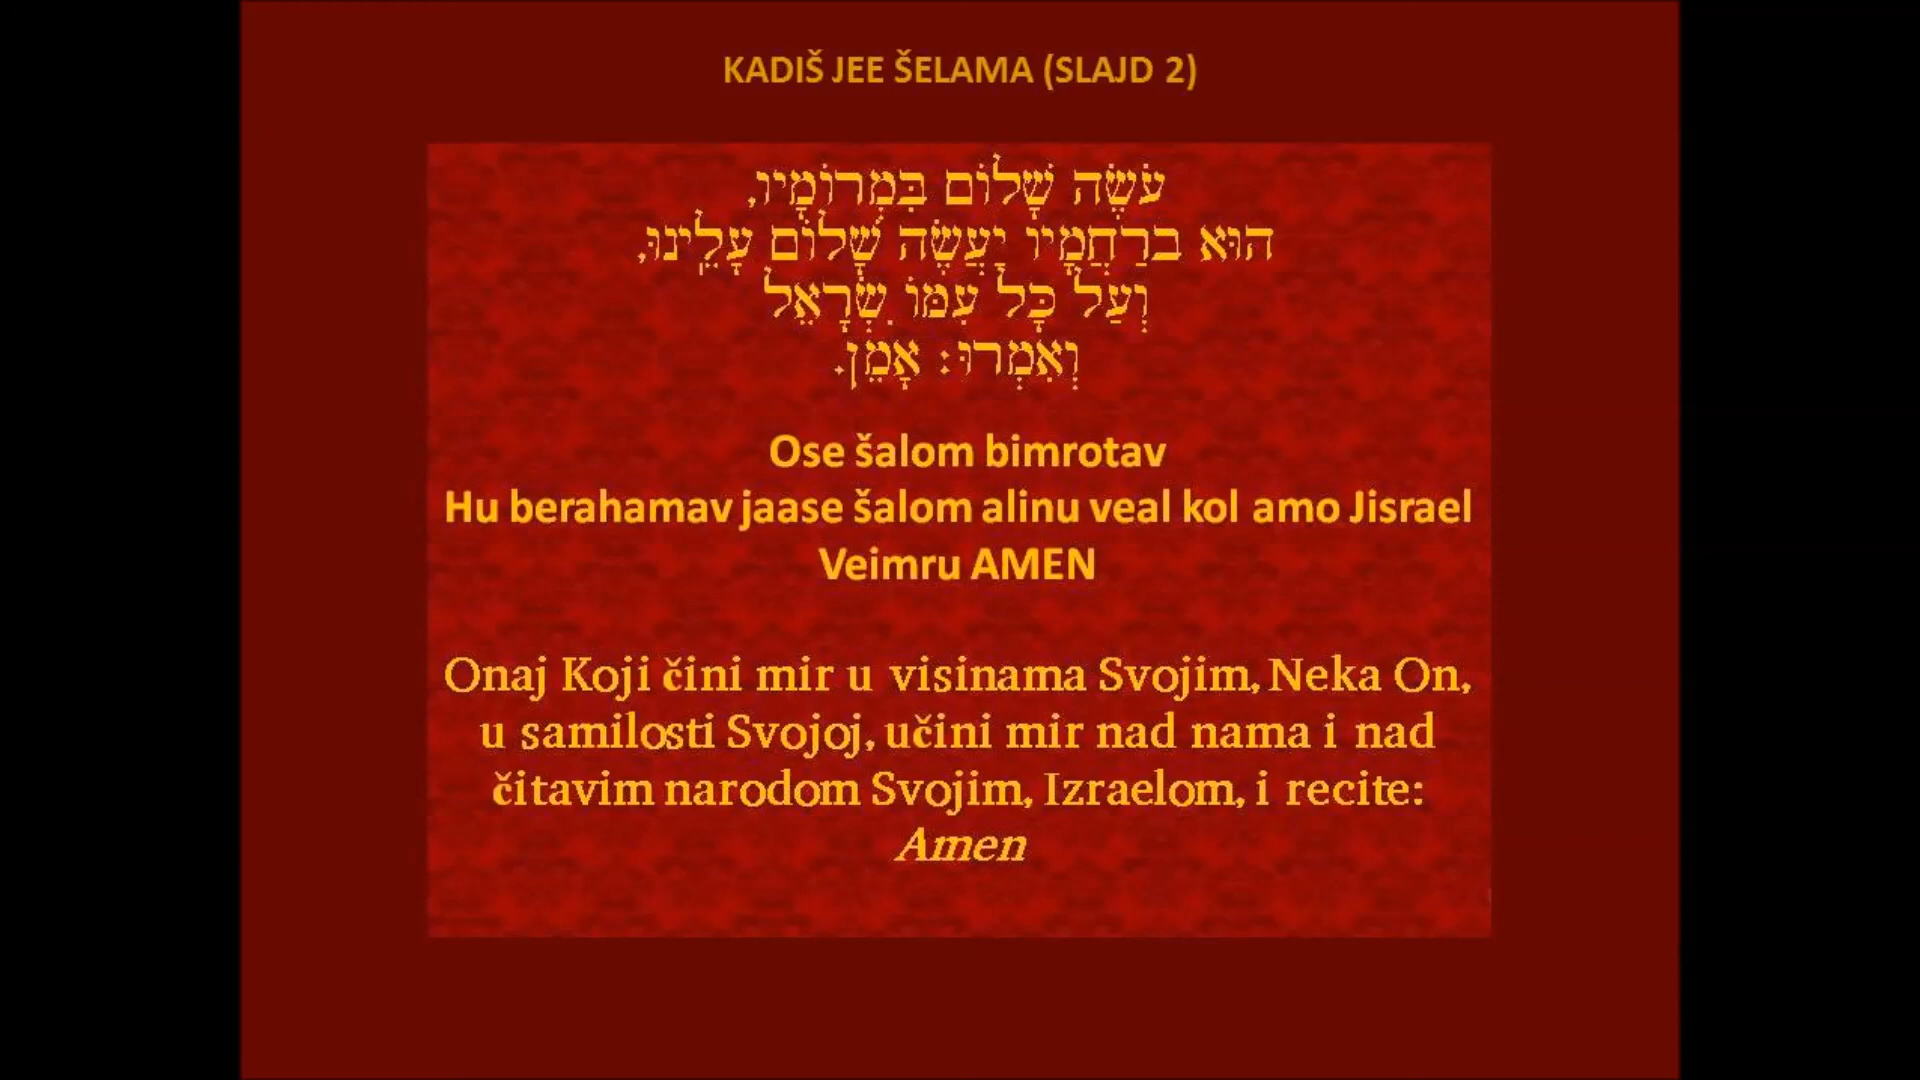 KADIŠ JEE ŠELAMA (SLAJD 2)
עֹשֶׂה שָׁלוֹם בִּמְרוֹמָיו,
הוּא בְרַחֲמָיו יַעֲשֶׂה שָׁלוֹם עָלֵינוּ,
וְעַל כָּל עַמּוֹ יִשְׂרָאֵל
וְאִמְרוּ: אָמֵן.
Ose šalom bimrotav
Hu berahamav jaase šalom alinu veal kol amo Jisrael
Veimru AMEN
Onaj Koji čini mir u visinama Svojim, Neka On,
u samilosti Svojoj, učini mir nad nama i nad
čitavim narodom Svojim, Izraelom, i recite:
Amen